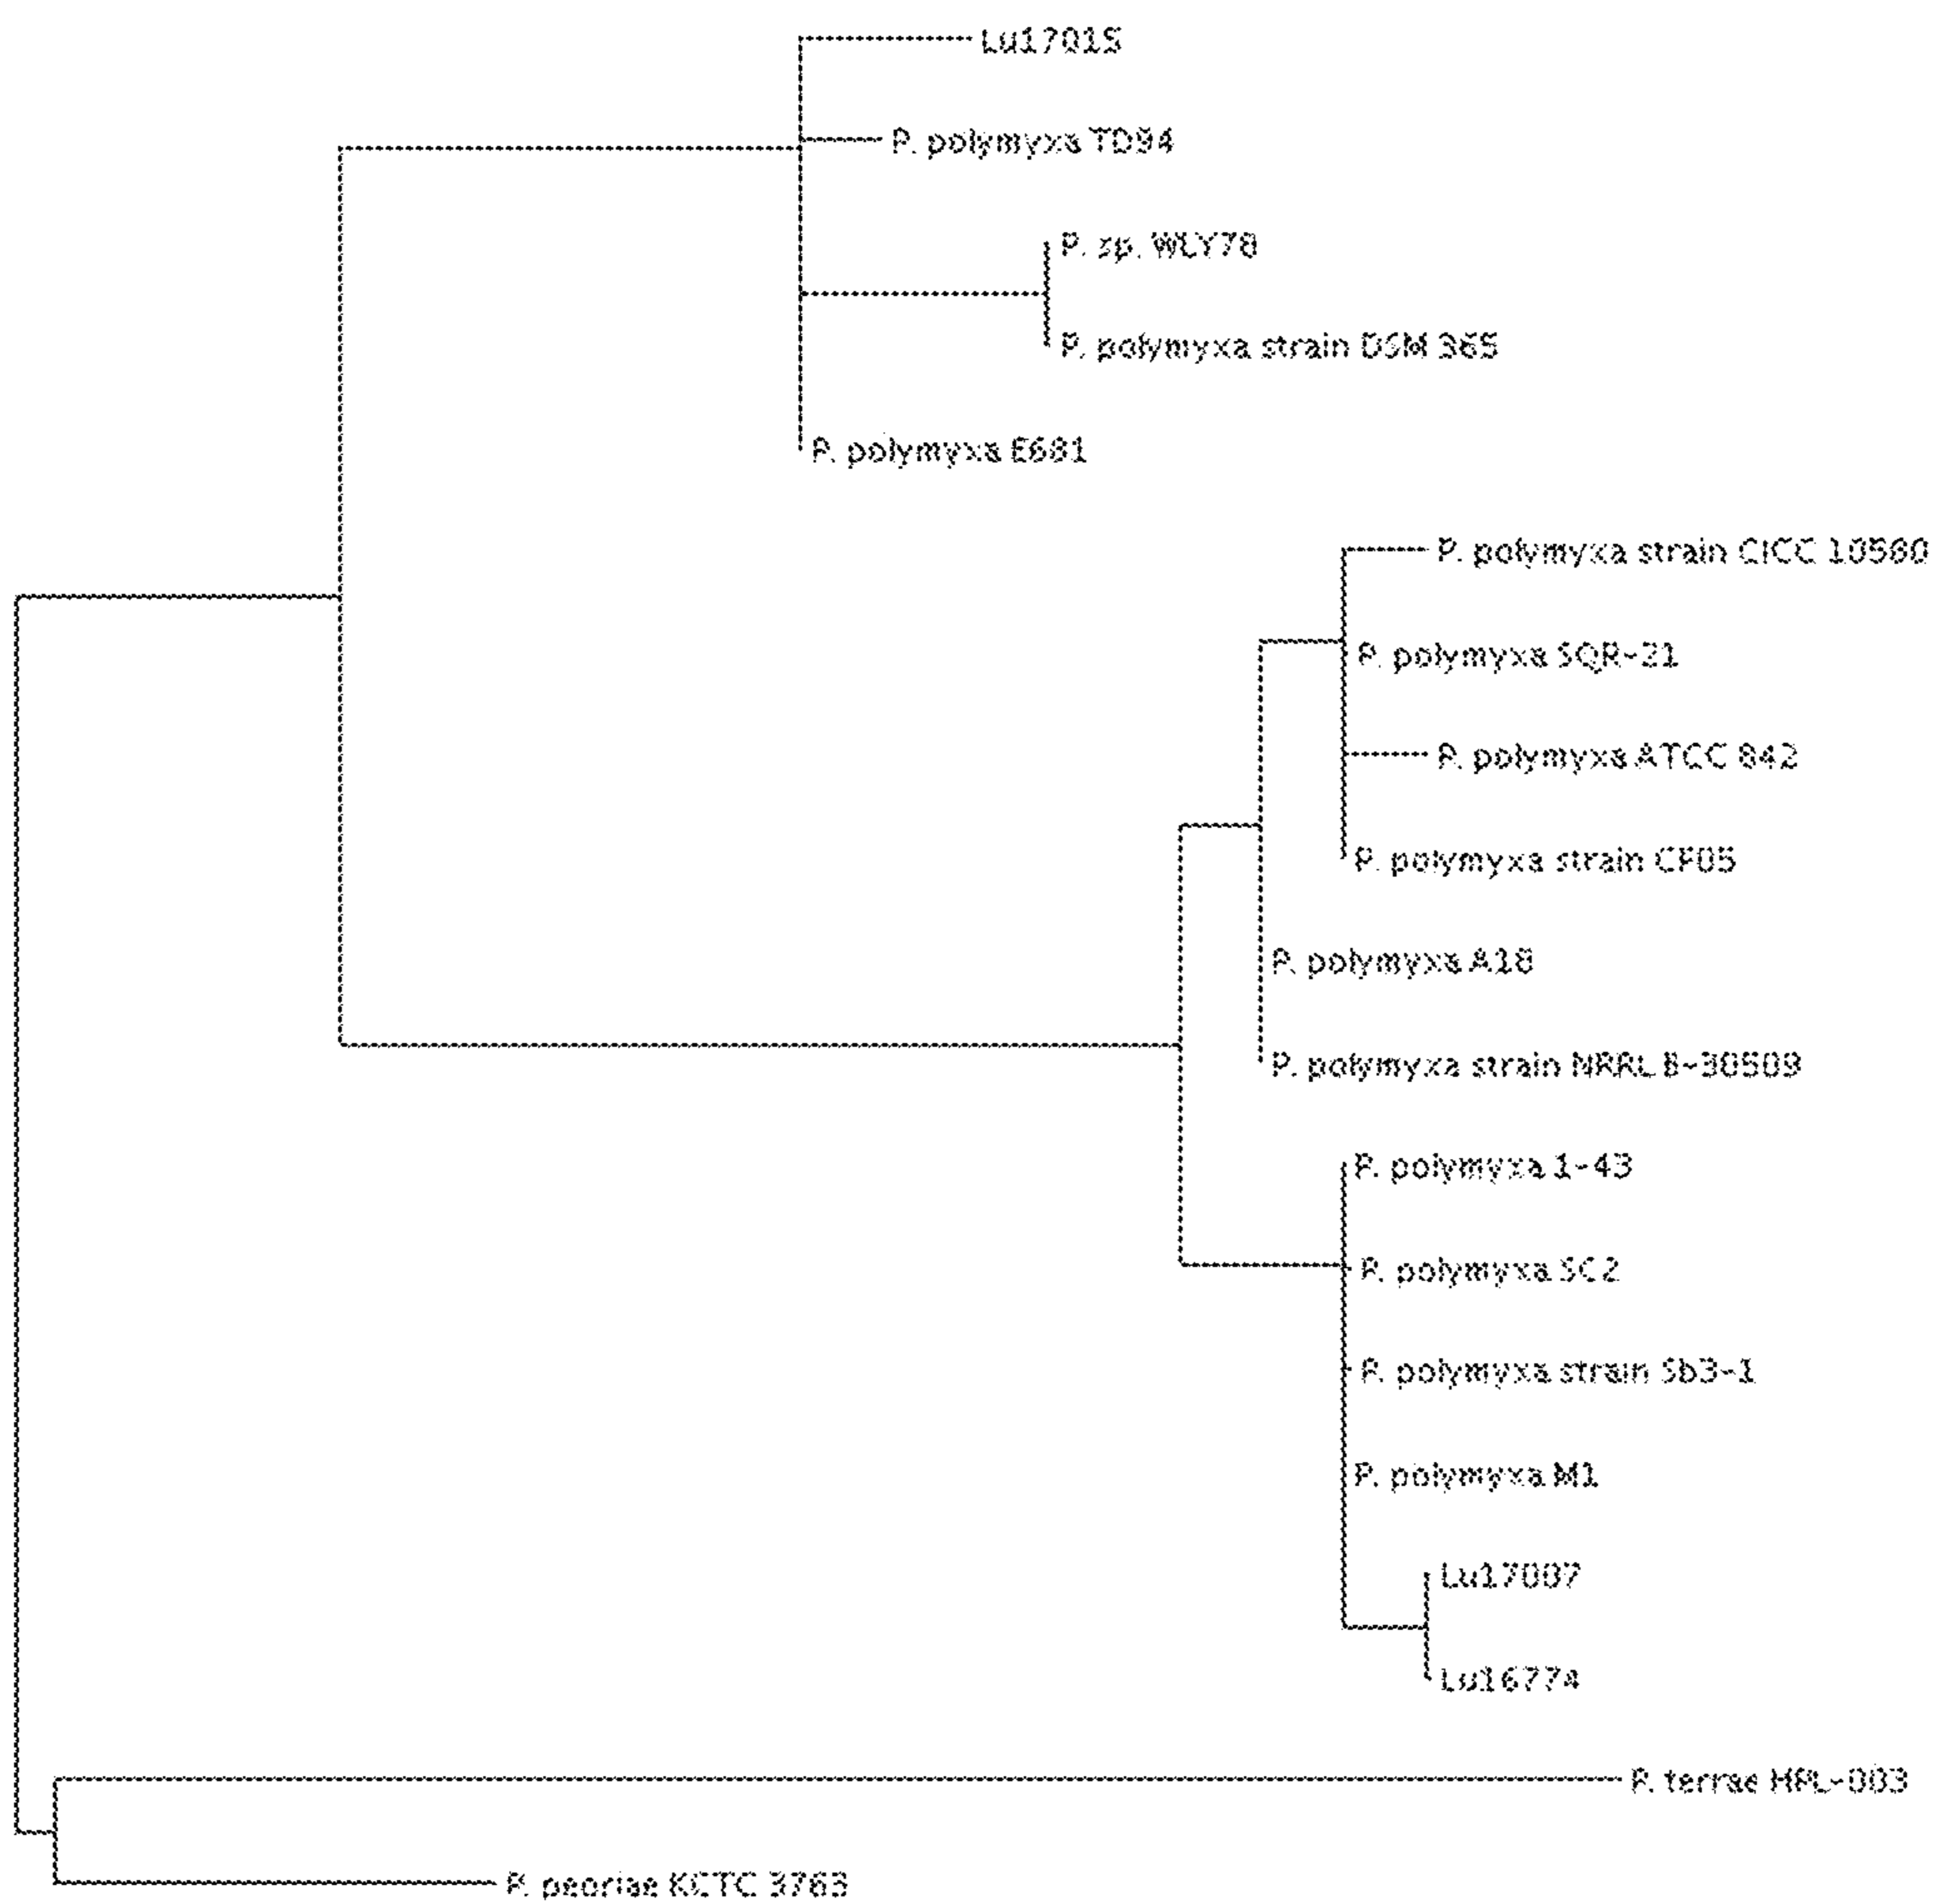 Lu17015
P. polymyxa TD94
P. sp. WLY78
P. polymyxa strain DSM 365
P. polymyxa E681
P. polymyxa strain CICC 10580
P. polymyxa SQR-21
P. polymyxa ATCC 842
P. polymyxa strain CF05
P. polymyxa A18
P. polymyxa strain NRRL B-30509
P. polymyxa 1-43
P. polymyxa SC2
P. polymyxa strain Sb3-1
P. polymyxa M1
Lu17007
Lu16774
P. terrae HPL-003
P. peoriae KCTC 3763